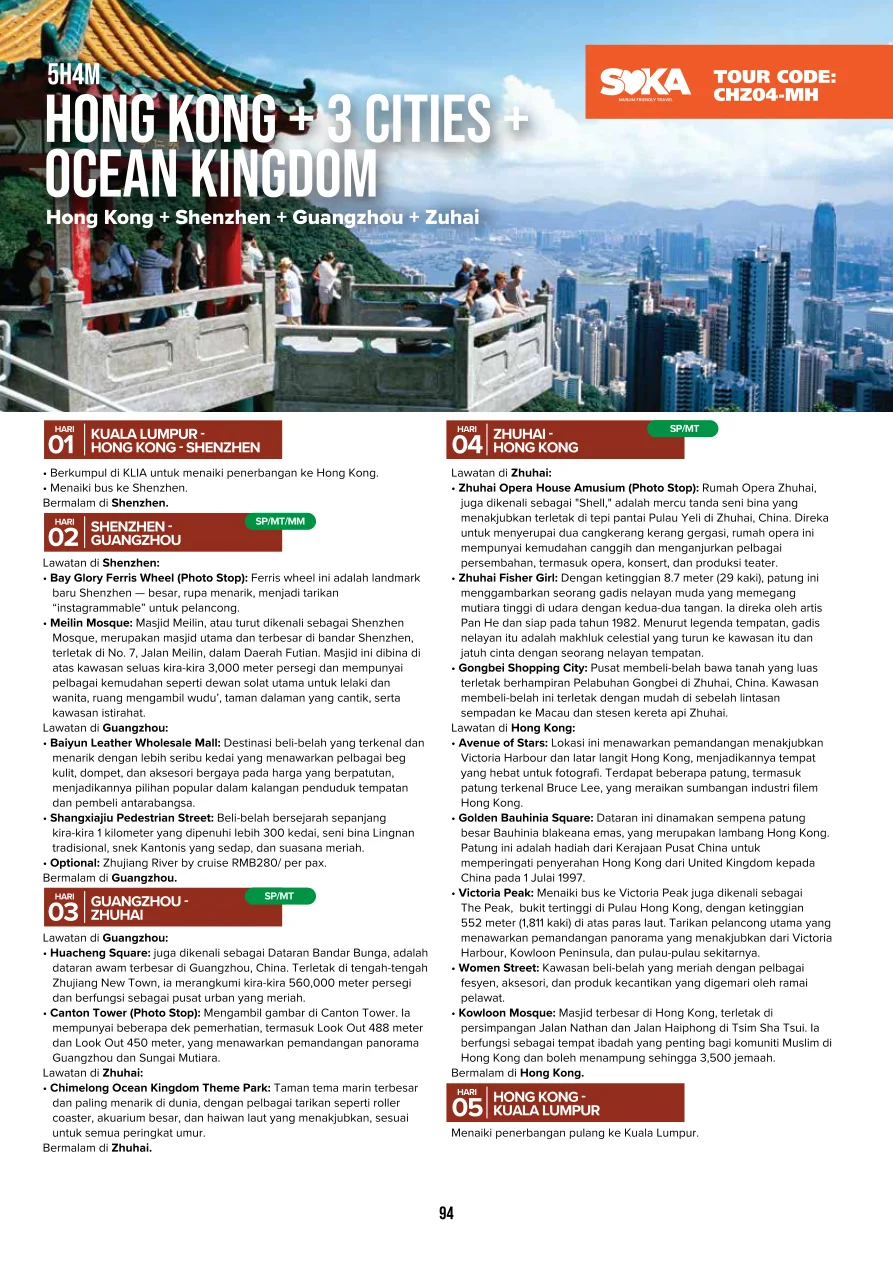 5H4M
HONG KONG + 3 CITIES +
OCEAN KINGDOM
Hong Kong + Shenzhen + Guangzhou + Zuhai
SOKA
MUSLIM FRIENDLY TRAVEL
TOUR CODE:
CHZ04-MH
HARI
01
KUALA LUMPUR -
HONG KONG - SHENZHEN
• Berkumpul di KLIA untuk menaiki penerbangan ke Hong Kong.
• Menaiki bus ke Shenzhen.
Bermalam di Shenzhen.
HARI
02
SHENZHEN -
GUANGZHOU
SP/MT/MM
Lawatan di Shenzhen:
• Bay Glory Ferris Wheel (Photo Stop): Ferris wheel ini adalah landmark
baru Shenzhen — besar, rupa menarik, menjadi tarikan
“instagrammable” untuk pelancong.
• Meilin Mosque: Masjid Meilin, atau turut dikenali sebagai Shenzhen
Mosque, merupakan masjid utama dan terbesar di bandar Shenzhen,
terletak di No. 7, Jalan Meilin, dalam Daerah Futian. Masjid ini dibina di
atas kawasan seluas kira-kira 3,000 meter persegi dan mempunyai
pelbagai kemudahan seperti dewan solat utama untuk lelaki dan
wanita, ruang mengambil wudu’, taman dalaman yang cantik, serta
kawasan istirahat.
Lawatan di Guangzhou:
• Baiyun Leather Wholesale Mall: Destinasi beli-belah yang terkenal dan
menarik dengan lebih seribu kedai yang menawarkan pelbagai beg
kulit, dompet, dan aksesori bergaya pada harga yang berpatutan,
menjadikannya pilihan popular dalam kalangan penduduk tempatan
dan pembeli antarabangsa.
• Shangxiajiu Pedestrian Street: Beli-belah bersejarah sepanjang
kira-kira 1 kilometer yang dipenuhi lebih 300 kedai, seni bina Lingnan
tradisional, snek Kantonis yang sedap, dan suasana meriah.
• Optional: Zhujiang River by cruise RMB280/ per pax.
Bermalam di Guangzhou.
HARI
03
GUANGZHOU -
ZHUHAI
SP/MT
Lawatan di Guangzhou:
• Huacheng Square: juga dikenali sebagai Dataran Bandar Bunga, adalah
dataran awam terbesar di Guangzhou, China. Terletak di tengah-tengah
Zhujiang New Town, ia merangkumi kira-kira 560,000 meter persegi
dan berfungsi sebagai pusat urban yang meriah.
• Canton Tower (Photo Stop): Mengambil gambar di Canton Tower. Ia
mempunyai beberapa dek pemerhatian, termasuk Look Out 488 meter
dan Look Out 450 meter, yang menawarkan pemandangan panorama
Guangzhou dan Sungai Mutiara.
Lawatan di Zhuhai:
• Chimelong Ocean Kingdom Theme Park: Taman tema marin terbesar
dan paling menarik di dunia, dengan pelbagai tarikan seperti roller
coaster, akuarium besar, dan haiwan laut yang menakjubkan, sesuai
untuk semua peringkat umur.
Bermalam di Zhuhai.
HARI
04
ZHUHAI -
HONG KONG
SP/MT
Lawatan di Zhuhai:
• Zhuhai Opera House Amusium (Photo Stop): Rumah Opera Zhuhai,
juga dikenali sebagai "Shell," adalah mercu tanda seni bina yang
menakjubkan terletak di tepi pantai Pulau Yeli di Zhuhai, China. Direka
untuk menyerupai dua cangkerang kerang gergasi, rumah opera ini
mempunyai kemudahan canggih dan menganjurkan pelbagai
persembahan, termasuk opera, konsert, dan produksi teater.
• Zhuhai Fisher Girl: Dengan ketinggian 8.7 meter (29 kaki), patung ini
menggambarkan seorang gadis nelayan muda yang memegang
mutiara tinggi di udara dengan kedua-dua tangan. Ia direka oleh artis
Pan He dan siap pada tahun 1982. Menurut legenda tempatan, gadis
nelayan itu adalah makhluk celestial yang turun ke kawasan itu dan
jatuh cinta dengan seorang nelayan tempatan.
• Gongbei Shopping City: Pusat membeli-belah bawa tanah yang luas
terletak berhampiran Pelabuhan Gongbei di Zhuhai, China. Kawasan
membeli-belah ini terletak dengan mudah di sebelah lintasan
sempadan ke Macau dan stesen kereta api Zhuhai.
Lawatan di Hong Kong:
• Avenue of Stars: Lokasi ini menawarkan pemandangan menakjubkan
Victoria Harbour dan latar langit Hong Kong, menjadikannya tempat
yang hebat untuk fotografi. Terdapat beberapa patung, termasuk
patung terkenal Bruce Lee, yang meraikan sumbangan industri filem
Hong Kong.
• Golden Bauhinia Square: Dataran ini dinamakan sempena patung
besar Bauhinia blakeana emas, yang merupakan lambang Hong Kong.
Patung ini adalah hadiah dari Kerajaan Pusat China untuk
memperingati penyerahan Hong Kong dari United Kingdom kepada
China pada 1 Julai 1997.
• Victoria Peak: Menaiki bus ke Victoria Peak juga dikenali sebagai
The Peak, bukit tertinggi di Pulau Hong Kong, dengan ketinggian
552 meter (1,811 kaki) di atas paras laut. Tarikan pelancong utama yang
menawarkan pemandangan panorama yang menakjubkan dari Victoria
Harbour, Kowloon Peninsula, dan pulau-pulau sekitarnya.
• Women Street: Kawasan beli-belah yang meriah dengan pelbagai
fesyen, aksesori, dan produk kecantikan yang digemari oleh ramai
pelawat.
• Kowloon Mosque: Masjid terbesar di Hong Kong, terletak di
persimpangan Jalan Nathan dan Jalan Haiphong di Tsim Sha Tsui. Ia
berfungsi sebagai tempat ibadah yang penting bagi komuniti Muslim di
Hong Kong dan boleh menampung sehingga 3,500 jemaah.
Bermalam di Hong Kong.
HARI
05
HONG KONG -
KUALA LUMPUR
Menaiki penerbangan pulang ke Kuala Lumpur.
94